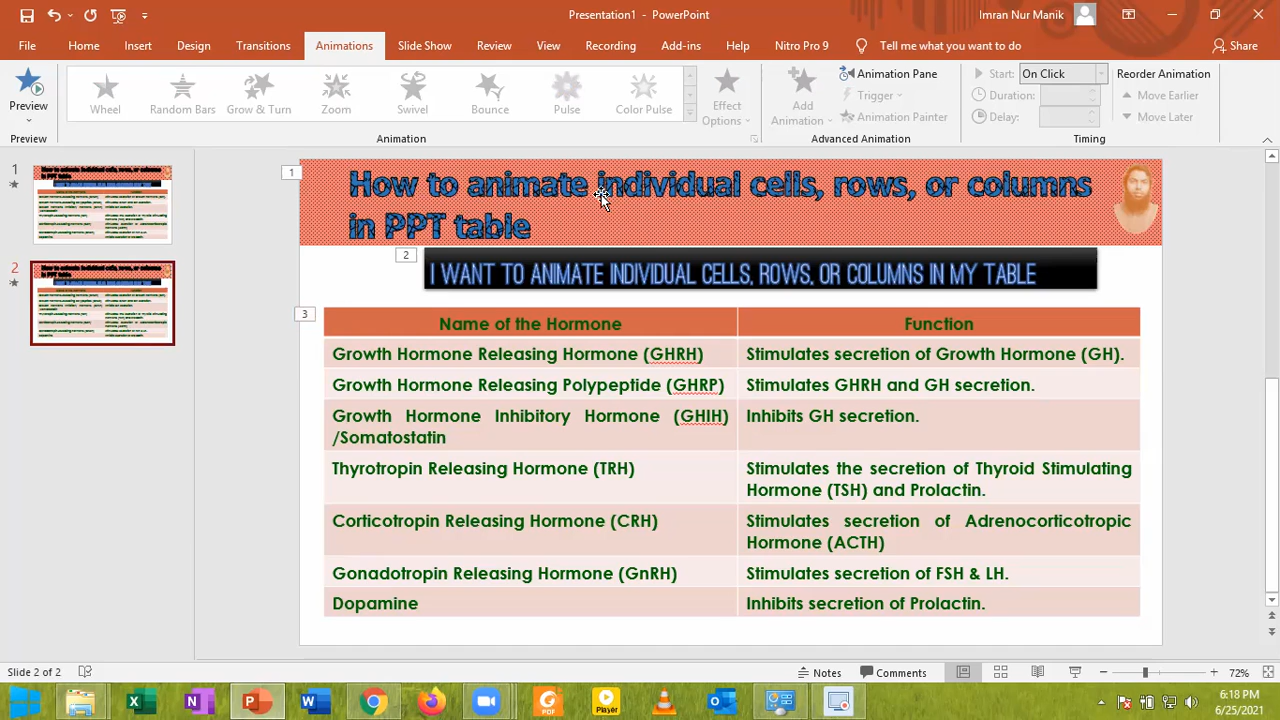 Presentation1 - PowerPoint
Imran Nur Manik
File Home Insert Design Transitions Animations Slide Show Review View Recording Add-ins Help Nitro Pro 9 Tell me what you want to do Share
Preview
Wheel Random Bars Grow & Turn Zoom Swivel Bounce Pulse Color Pulse
Effect Options
Add Animation
Animation Pane
Trigger
Animation Painter
Start: On Click
Duration:
Delay:
Reorder Animation
Move Earlier
Move Later
Preview Animation Advanced Animation Timing
1
2
1
How to animate individual cells, rows, or columns
in PPT table
2
I WANT TO ANIMATE INDIVIDUAL CELLS ROWS OR COLUMNS IN MY TABLE
3
Name of the hormone Function
Growth Hormone Releasing Hormone (GHRH) Stimulates secretion of Growth Hormone (GH).
Growth Hormone Releasing Polypeptide (GHRP) Stimulates GHRH and GH secretion.
Growth Hormone Inhibitory Hormone (GHIH) Inhibits GH secretion.
/Somatostatin
Thyrotropin Releasing Hormone (TRH) Stimulates the secretion of Thyroid Stimulating
Hormone (TSH) and Prolactin.
Corticotropin Releasing Hormone (CRH) Stimulates secretion of Adrenocorticotropic
Hormone (ACTH)
Gonadotropin Releasing Hormone (GnRH) Stimulates secretion of FSH & LH.
Dopamine Inhibits secretion of Prolactin.
Slide 2 of 2 Notes Comments 72%
6:18 PM
6/25/2021
Player
PDF